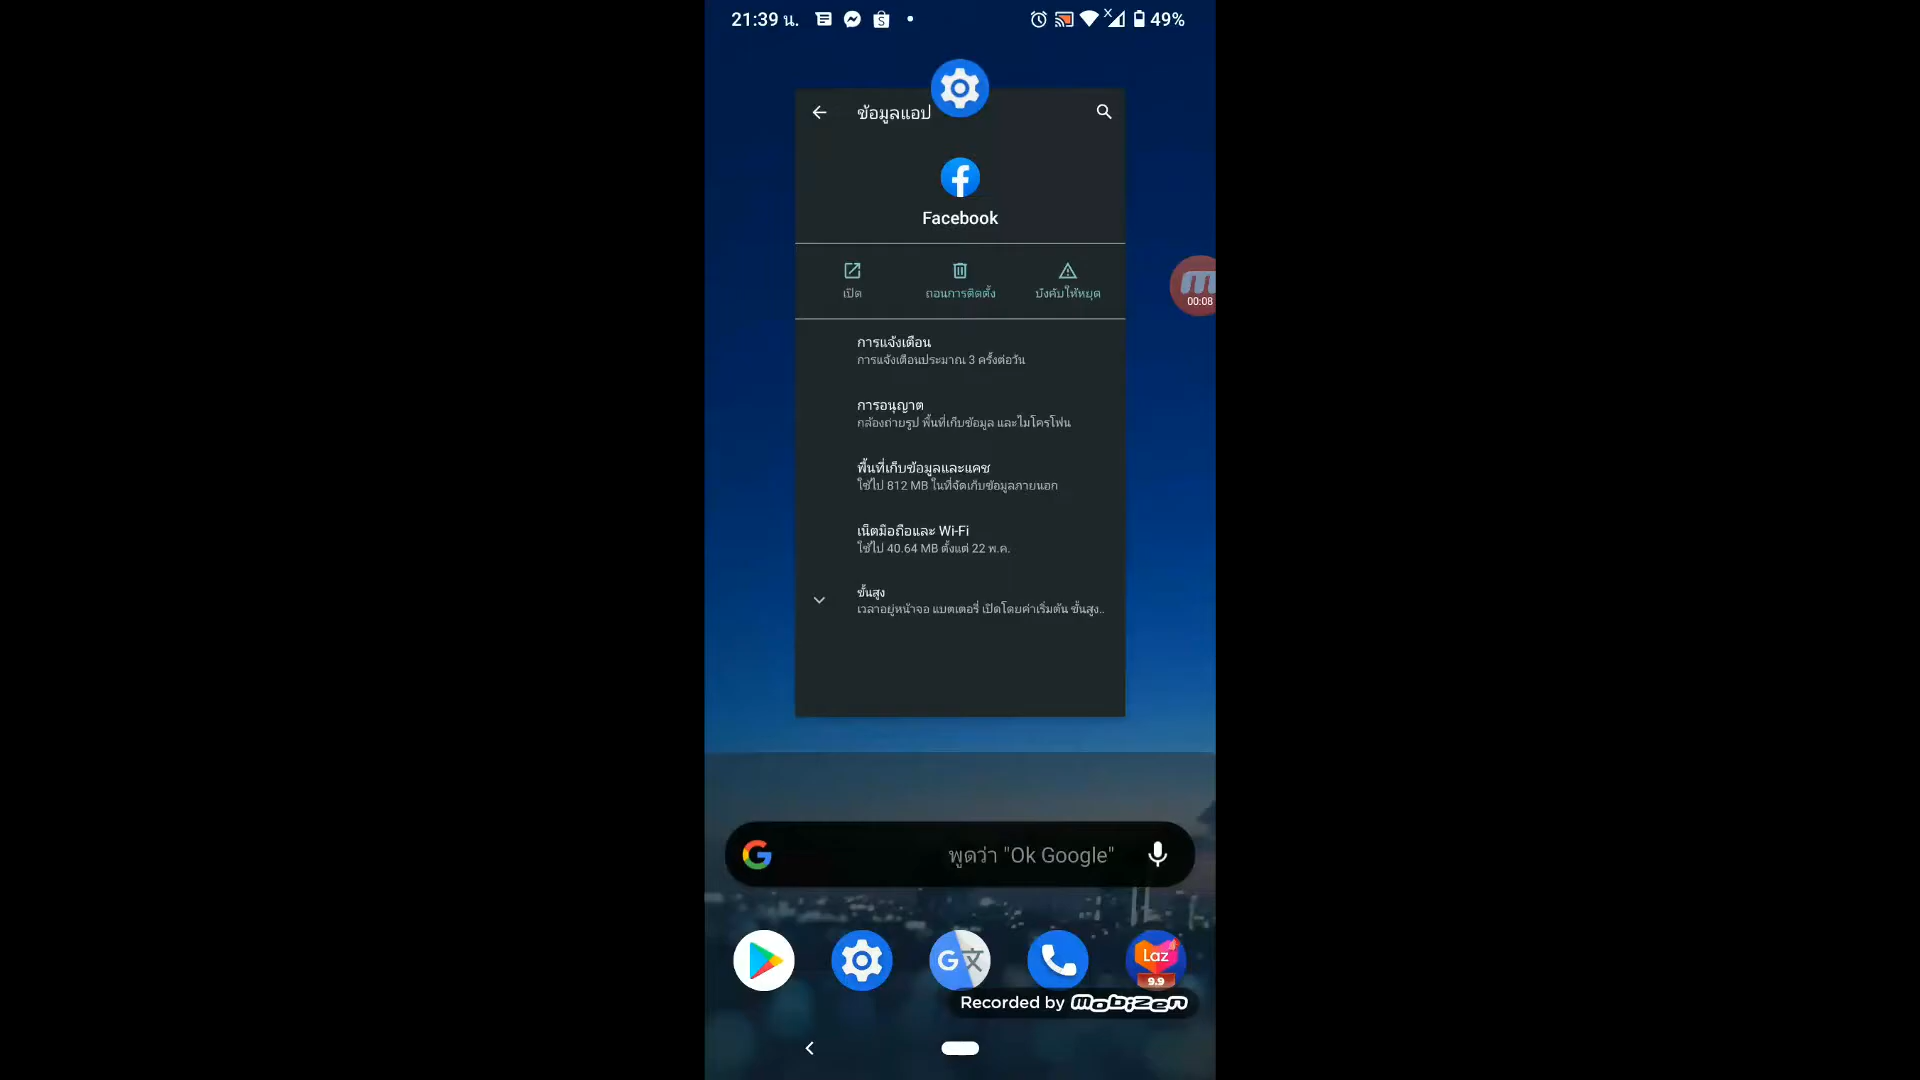 21:39 น.
49%
ข้อมูลแอป
Facebook
เปิด
ถอนการติดตั้ง
บังคับให้หยุด
00:08
การแจ้งเตือน
การแจ้งเตือนประมาณ 3 ครั้งต่อวัน
การอนุญาต
กล้องถ่ายรูป พื้นที่เก็บข้อมูล และไมโครโฟน
พื้นที่เก็บข้อมูลและแคช
ใช้ไป 812 MB ในที่จัดเก็บข้อมูลภายนอก
เน็ตมือถือและ Wi-Fi
ใช้ไป 40.64 MB ตั้งแต่ 22 พ.ค.
ขั้นสูง
เวลาอยู่หน้าจอ แบตเตอรี่ เปิดโดยค่าเริ่มต้น ขั้นสูง..
พูดว่า "Ok Google"
Laz
9.9
Recorded by mobizen